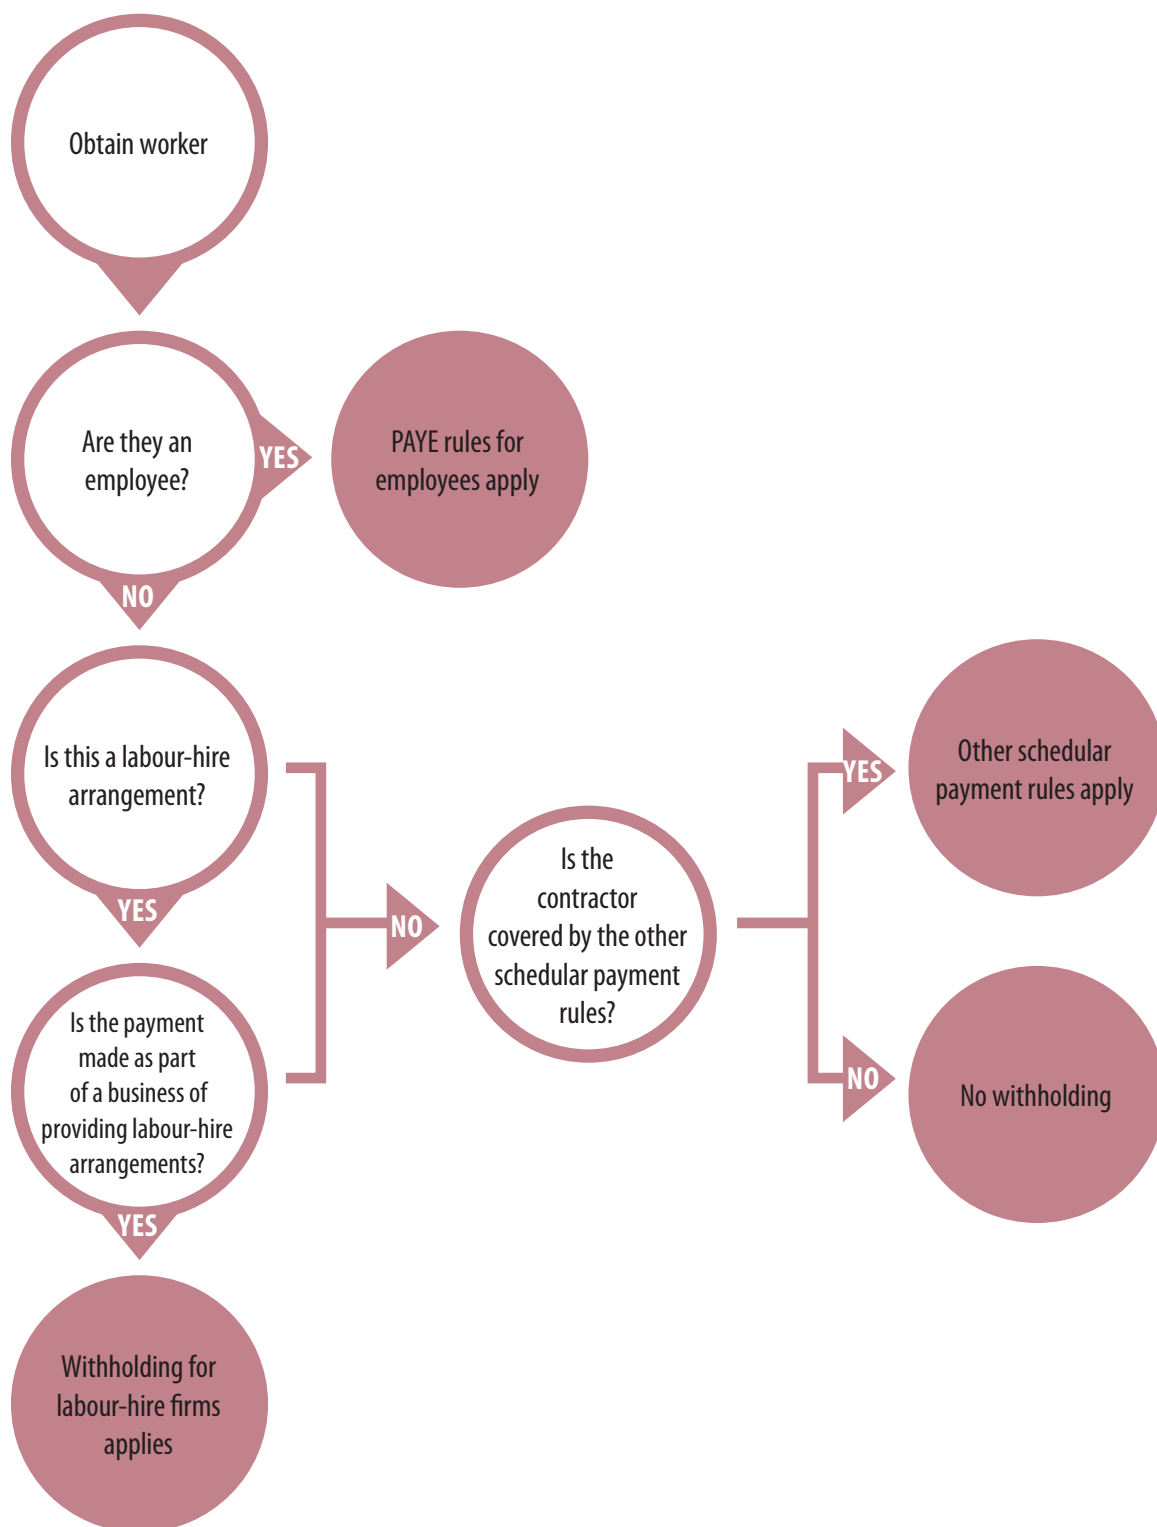 Obtain worker
Are they an
employee?
YES
PAYE rules for
employees apply
NO
Is this a labour-hire
arrangement?
YES
Is the payment
made as part
of a business of
providing labour-hire
arrangements?
YES
Withholding for
labour-hire firms
applies
NO
Is the
contractor
covered by the other
schedular payment
rules?
YES
Other schedular
payment rules apply
NO
No withholding